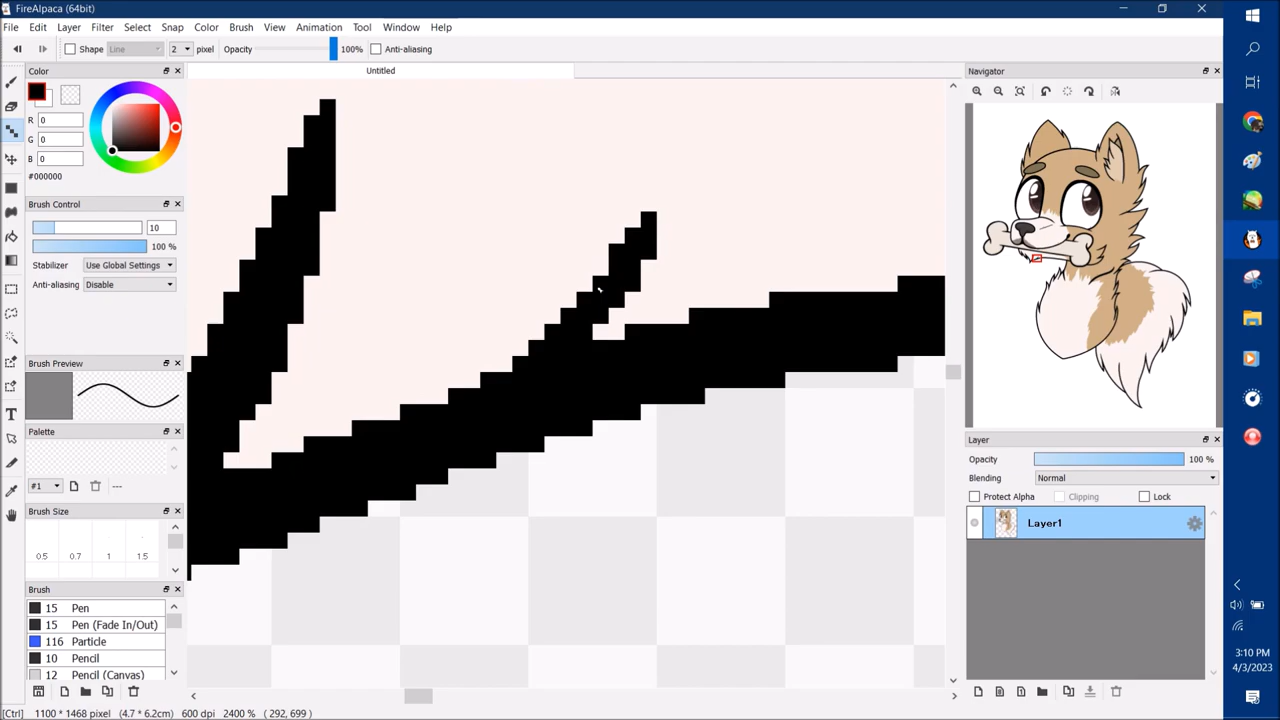 FireAlpaca (64bit)
File Edit Layer Filter Select Snap Color Brush View Animation Tool Window Help
Shape Line 2 pixel Opacity 100% Anti-aliasing
Color
Untitled
Navigator
R 0
G 0
B 0
#000000
Brush Control
10
100 %
Stabilizer Use Global Settings
Anti-aliasing Disable
Brush Preview
Palette
#1 ---
Brush Size
0.5 0.7 1 1.5
Brush
15 Pen
15 Pen (Fade In/Out)
116 Particle
10 Pencil
12 Pencil (Canvas)
Layer
Opacity 100 %
Blending Normal
Protect Alpha Clipping Lock
Layer1
[Ctrl] 1100 * 1468 pixel (4.7 * 6.2cm) 600 dpi 2400 % (292, 699)
3:10 PM
4/3/2023